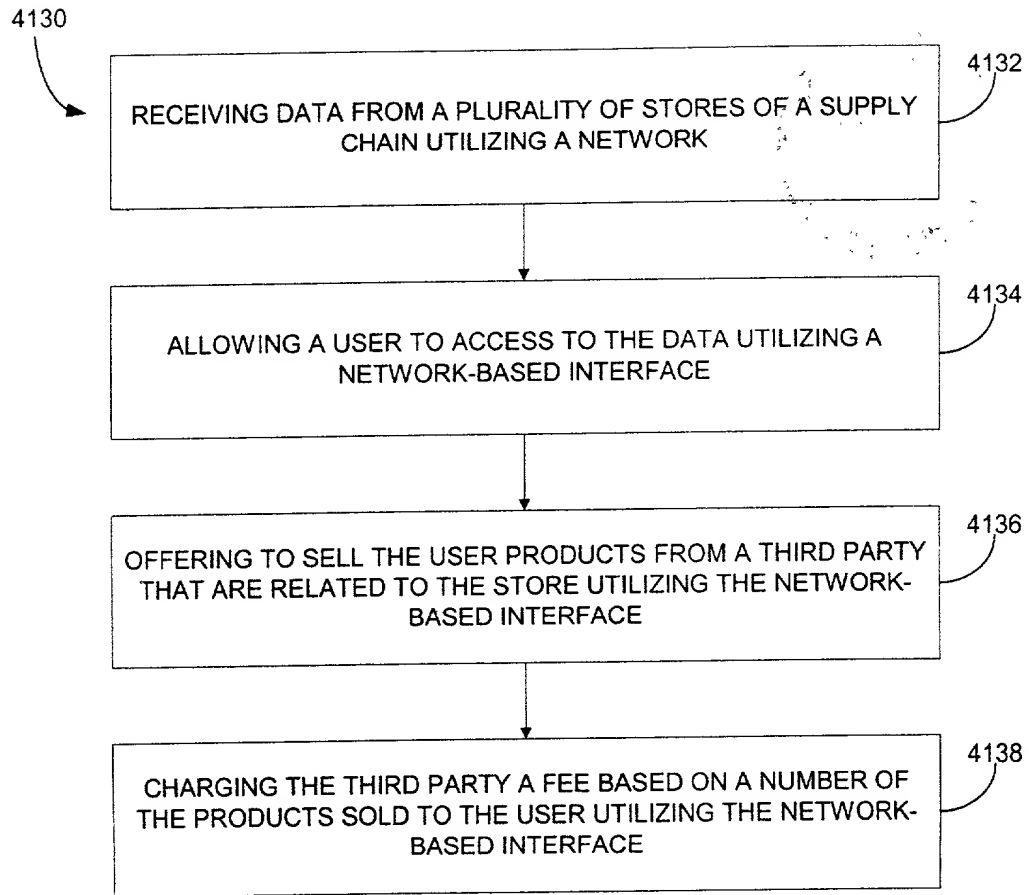 4130
4132
RECEIVING DATA FROM A PLURALITY OF STORES OF A SUPPLY
CHAIN UTILIZING A NETWORK
4134
ALLOWING A USER TO ACCESS TO THE DATA UTILIZING A
NETWORK-BASED INTERFACE
4136
OFFERING TO SELL THE USER PRODUCTS FROM A THIRD PARTY
THAT ARE RELATED TO THE STORE UTILIZING THE NETWORK-
BASED INTERFACE
4138
CHARGING THE THIRD PARTY A FEE BASED ON A NUMBER OF
THE PRODUCTS SOLD TO THE USER UTILIZING THE NETWORK-
BASED INTERFACE